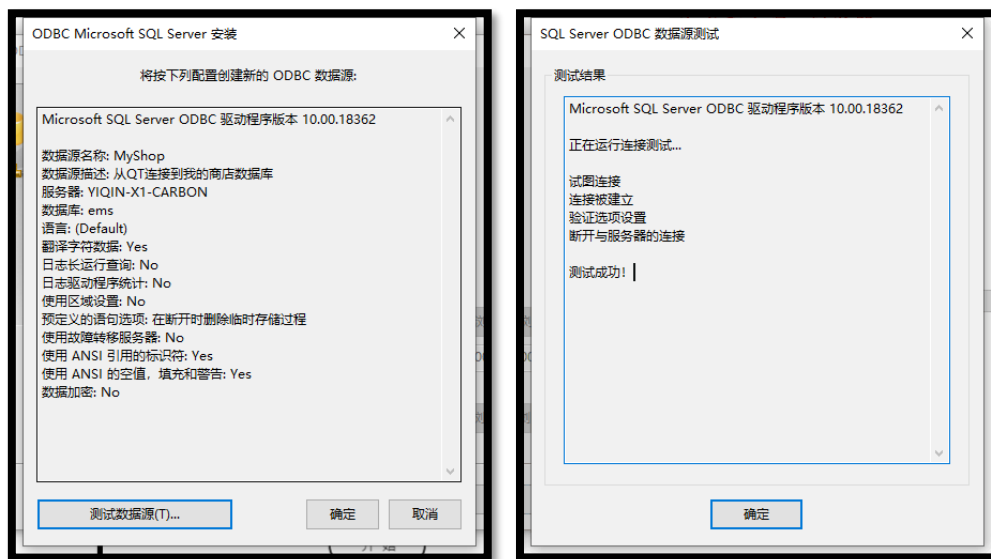 ODBC Microsoft SQL Server 安装
将按下列配置创建新的 ODBC 数据源:
Microsoft SQL Server ODBC 驱动程序版本 10.00.18362
数据源名称: MyShop
数据源描述: 从QT连接到我的商店数据库
服务器: YIQIN-X1-CARBON
数据库: ems
语言: (Default)
翻译字符数据: Yes
日志长运行查询: No
日志驱动程序统计: No
使用区域设置: No
预定义的语句选项: 在断开时删除临时存储过程
使用故障转移服务器: No
使用 ANSI 引用的标识符: Yes
使用 ANSI 的空值，填充和警告: Yes
数据加密: No
测试数据源(T)...
确定
取消
SQL Server ODBC 数据源测试
测试结果
Microsoft SQL Server ODBC 驱动程序版本 10.00.18362
正在运行连接测试...
试图连接
连接被建立
验证选项设置
断开与服务器的连接
测试成功!
确定